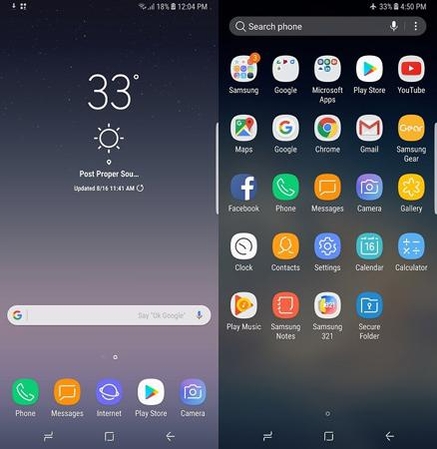 18% 12:04 PM
33°
Post Proper Sou...
Updated 8/16 11:41 AM
Say "Ok Google"
Phone Messages Internet Play Store Camera
33% 4:50 PM
Search phone
3
Samsung Google Microsoft Apps Play Store YouTube
Gear
Maps Google Chrome Gmail Samsung Gear
Facebook Phone Messages Camera Gallery
16
Clock Contacts Settings Calendar Calculator
Play Music Samsung Notes Samsung 321 Secure Folder